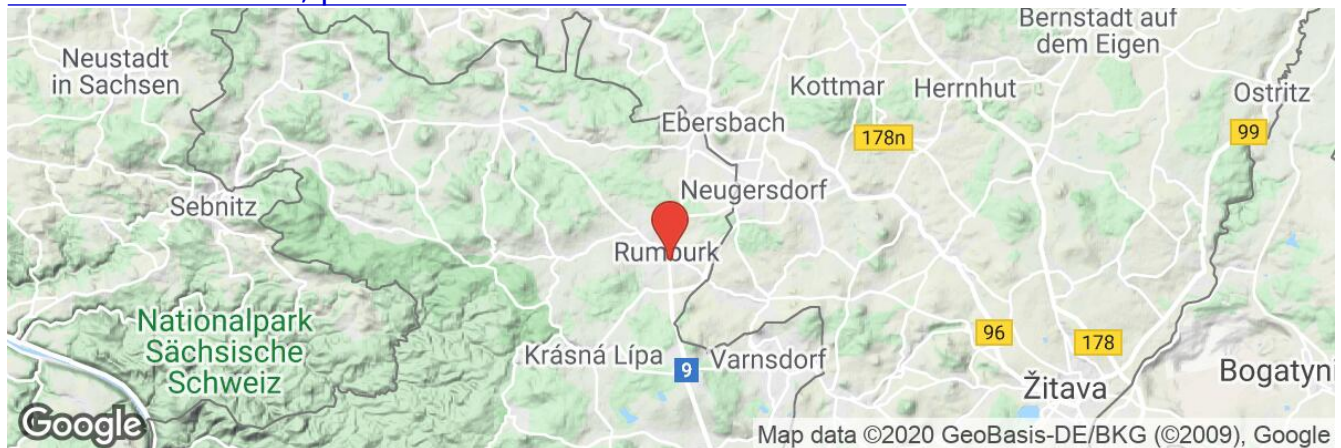 Bernstadt auf
dem Eigen
Neustadt
in Sachsen
Kottmar
Herrnhut
Ostritz
Ebersbach
178n
99
Neugersdorf
Sebnitz
Rumburk
Nationalpark
Sächsische
Schweiz
96
178
Krásná Lípa
9
Varnsdorf
Bogatyni
Žitava
Google
Map data ©2020 GeoBasis-DE/BKG (©2009), Google